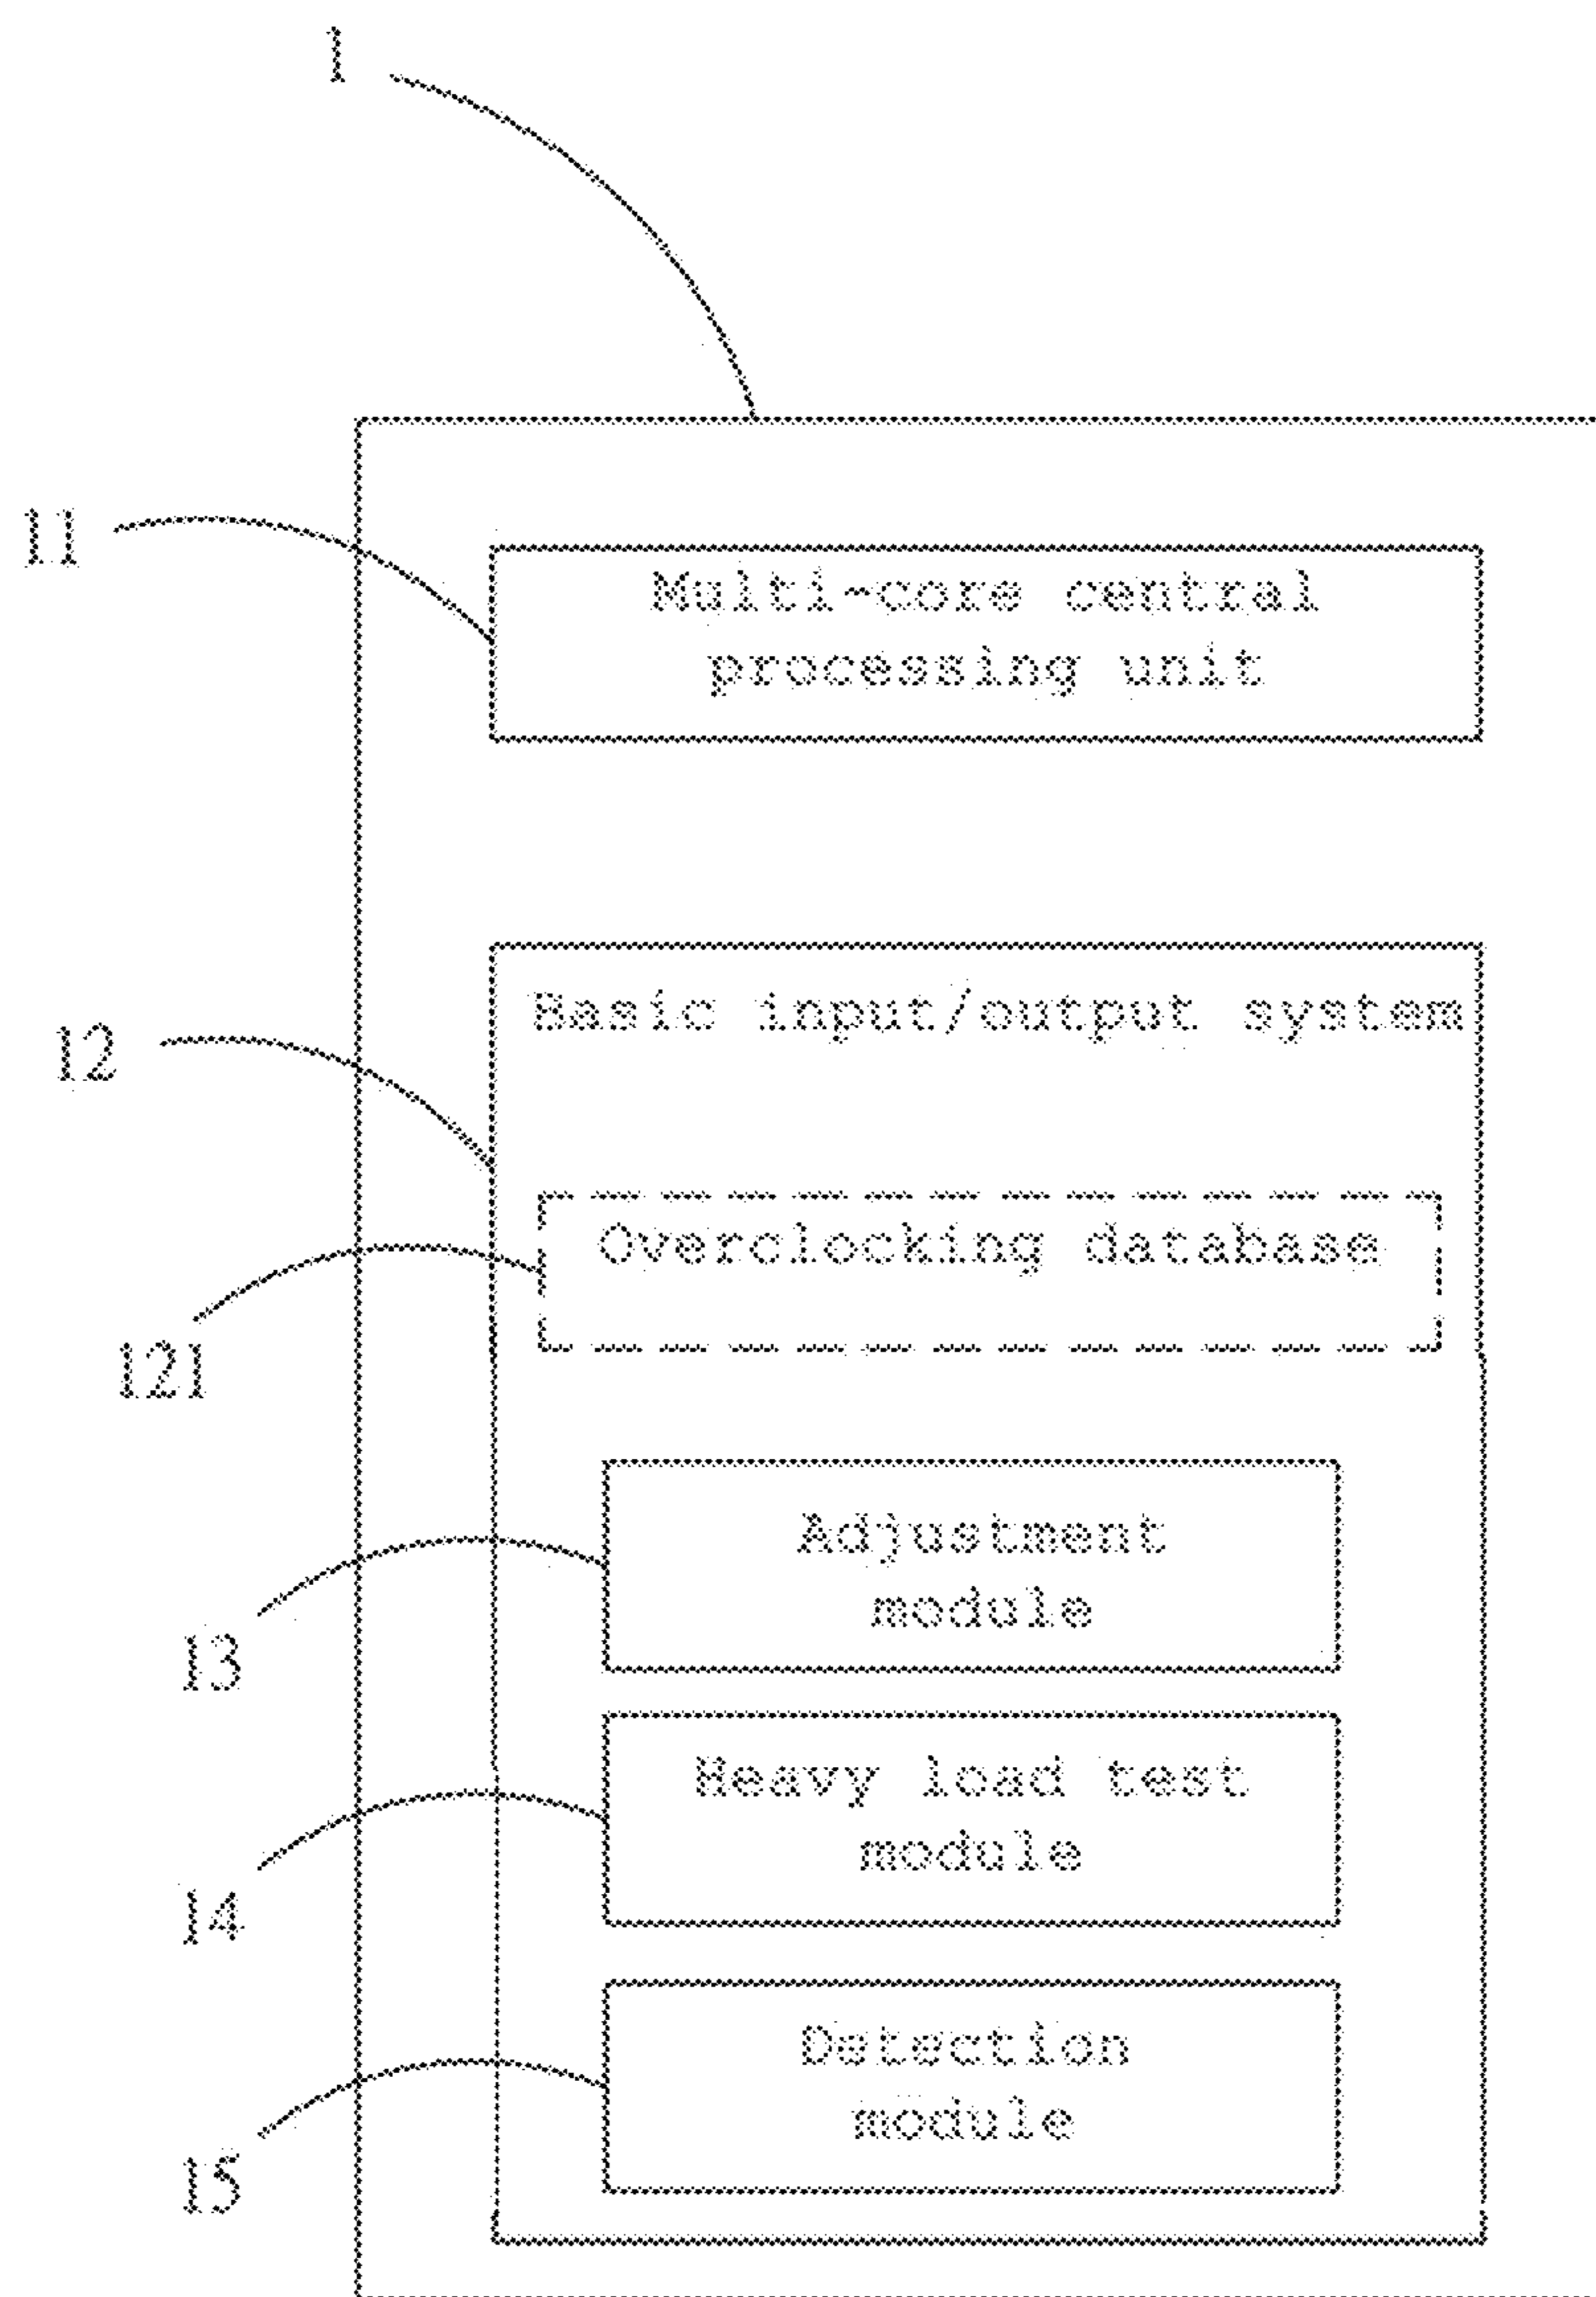 1
11
Multi-core central
processing unit
12
Basic input/output system
121
Overclocking database
13
Adjustment
module
14
Heavy load test
module
15
Detection
module